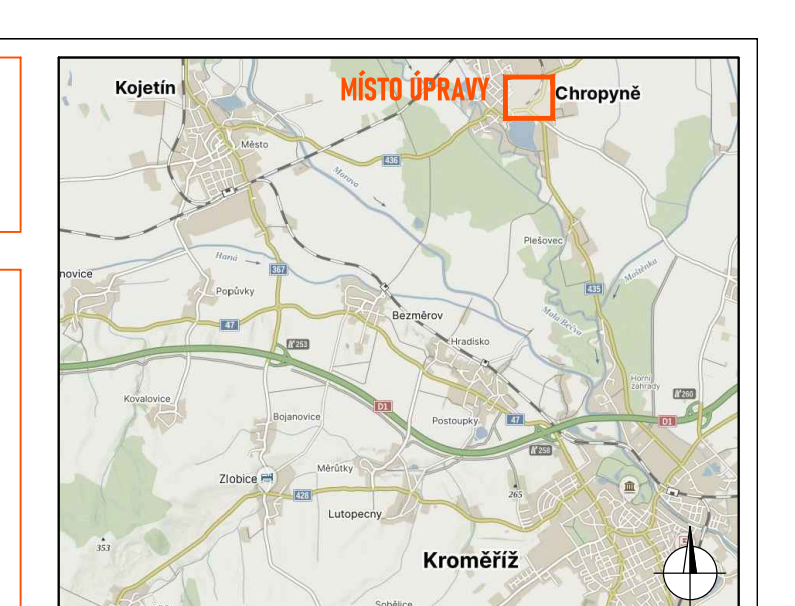 Kojetín
MÍSTO ÚPRAVY
Chropyně
Město
436
Morava
Plešovec
Haná
novice
367
Moštěnka
435
Popůvky
Malá Bečva
47
Bezměrov
Hradisko
253
Horní
zahrady
260
Kovalovice
D1
Bojanovice
Postoupky
47
D1
258
Měrůtky
Zlobice
428
265
Lutopecny
353
Kroměříž
Sobělice